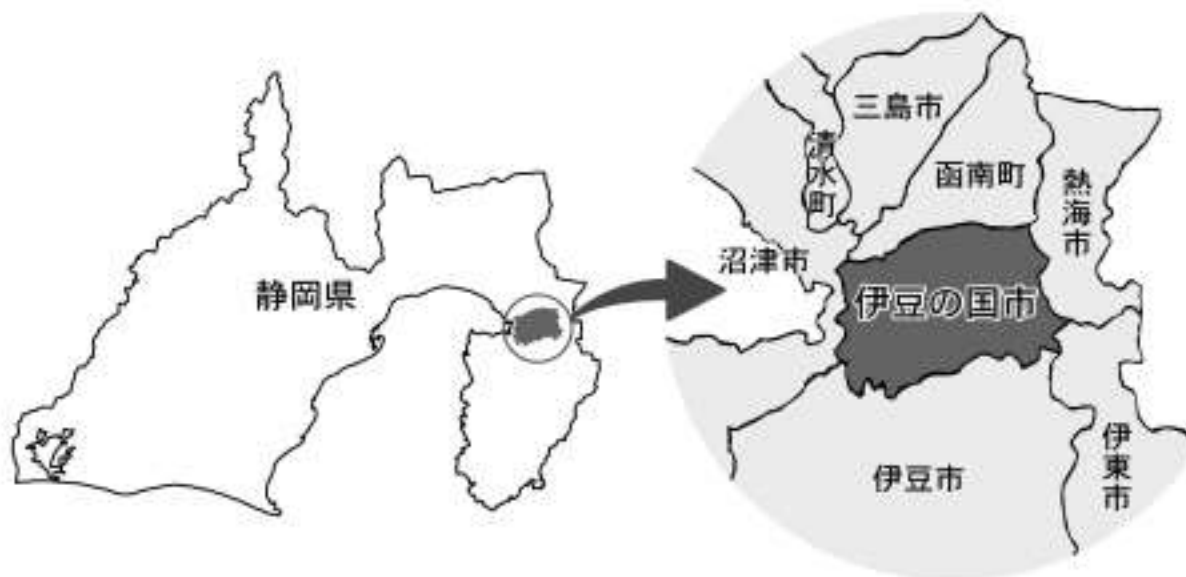 静岡県
三島市
清水町
函南町
熱海市
沼津市
伊豆の国市
伊豆市
伊東市